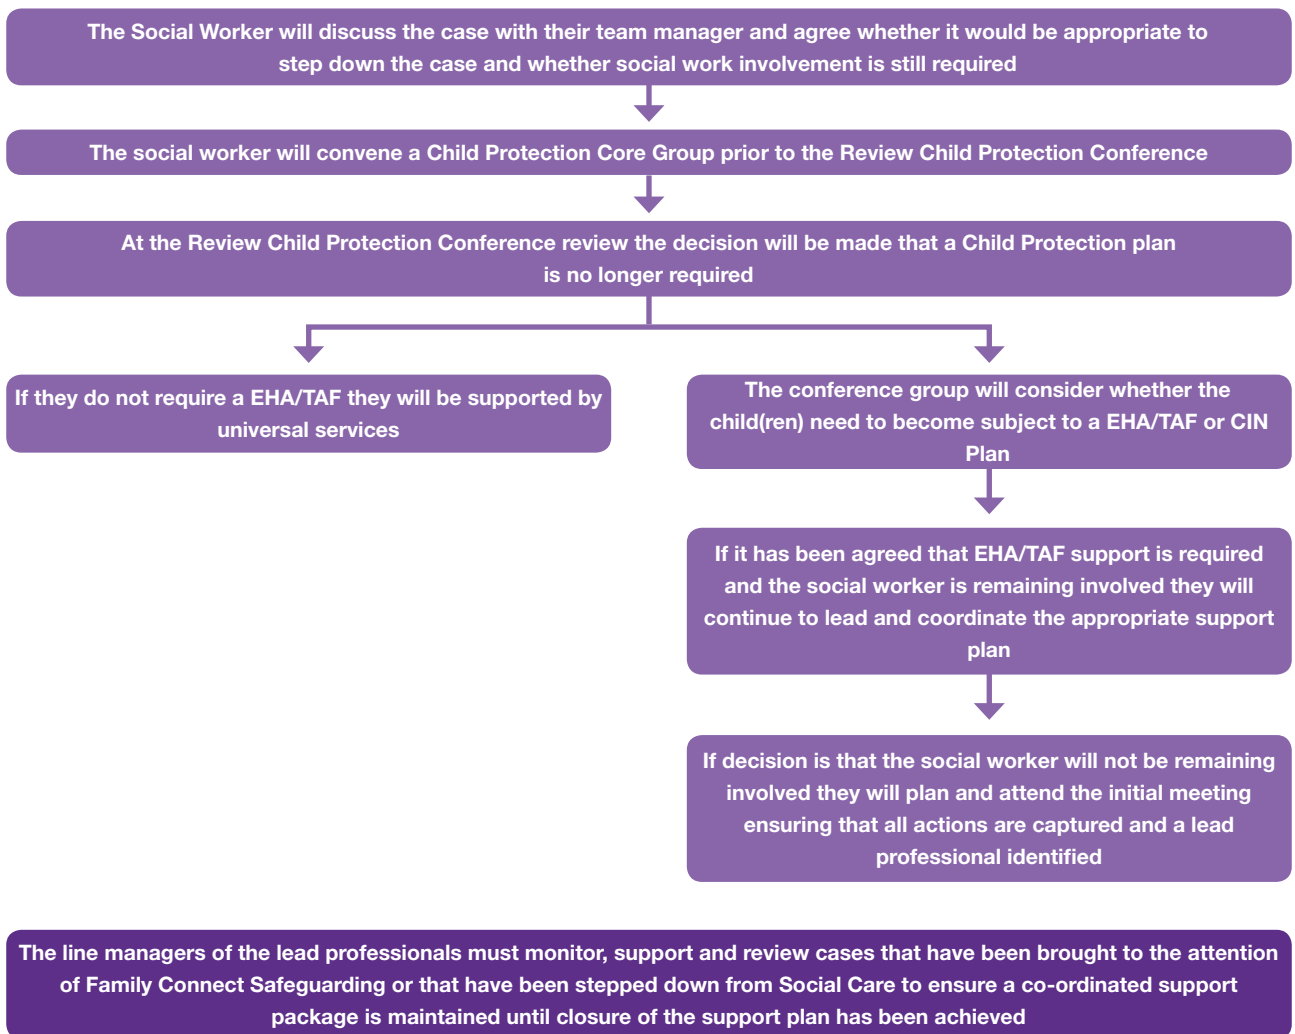 The Social Worker will discuss the case with their team manager and agree whether it would be appropriate to
step down the case and whether social work involvement is still required
The social worker will convene a Child Protection Core Group prior to the Review Child Protection Conference
At the Review Child Protection Conference review the decision will be made that a Child Protection plan
is no longer required
If they do not require a EHA/TAF they will be supported by
universal services
The conference group will consider whether the
child(ren) need to become subject to a EHA/TAF or CIN
Plan
If it has been agreed that EHA/TAF support is required
and the social worker is remaining involved they will
continue to lead and coordinate the appropriate support
plan
If decision is that the social worker will not be remaining
involved they will plan and attend the initial meeting
ensuring that all actions are captured and a lead
professional identified
The line managers of the lead professionals must monitor, support and review cases that have been brought to the attention
of Family Connect Safeguarding or that have been stepped down from Social Care to ensure a co-ordinated support
package is maintained until closure of the support plan has been achieved